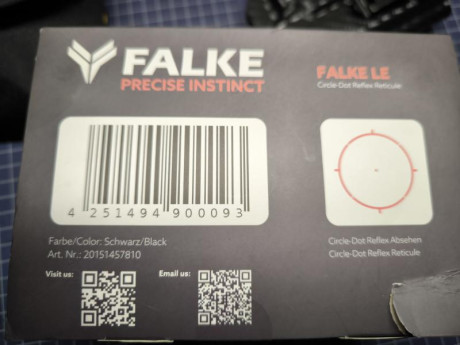 FALKE
PRECISE INSTINCT
FALKE LE
Circle-Dot Reflex Reticule
4 251494 900093
Farbe/Color: Schwarz/Black
Art. Nr.: 20151457810
Circle-Dot Reflex Absehen
Circle-Dot Reflex Reticule
Visit us:
Email us: